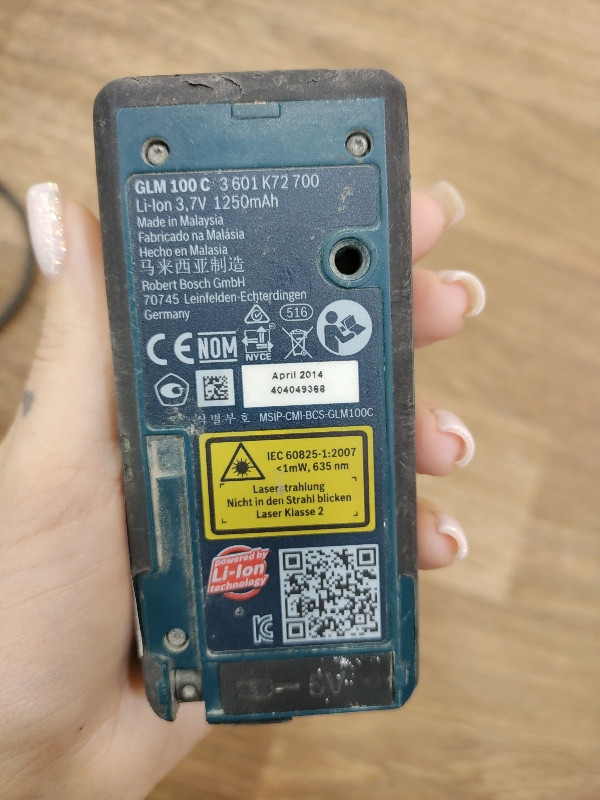 GLM 100 C 3 601 K72 700
Li-Ion 3,7V 1250mAh
Made in Malaysia
Fabricado na Malásia
Hecho en Malasia
马来西亚制造
Robert Bosch GmbH
70745 Leinfelden-Echterdingen
Germany
516
CE NOM
NYCE
April 2014
404049368
식별부호 MSIP-CMI-BCS-GLM100C
IEC 60825-1:2007
<1mW, 635 nm
Laserstrahlung
Nicht in den Strahl blicken
Laser Klasse 2
powered by
Li-Ion
technology
5V